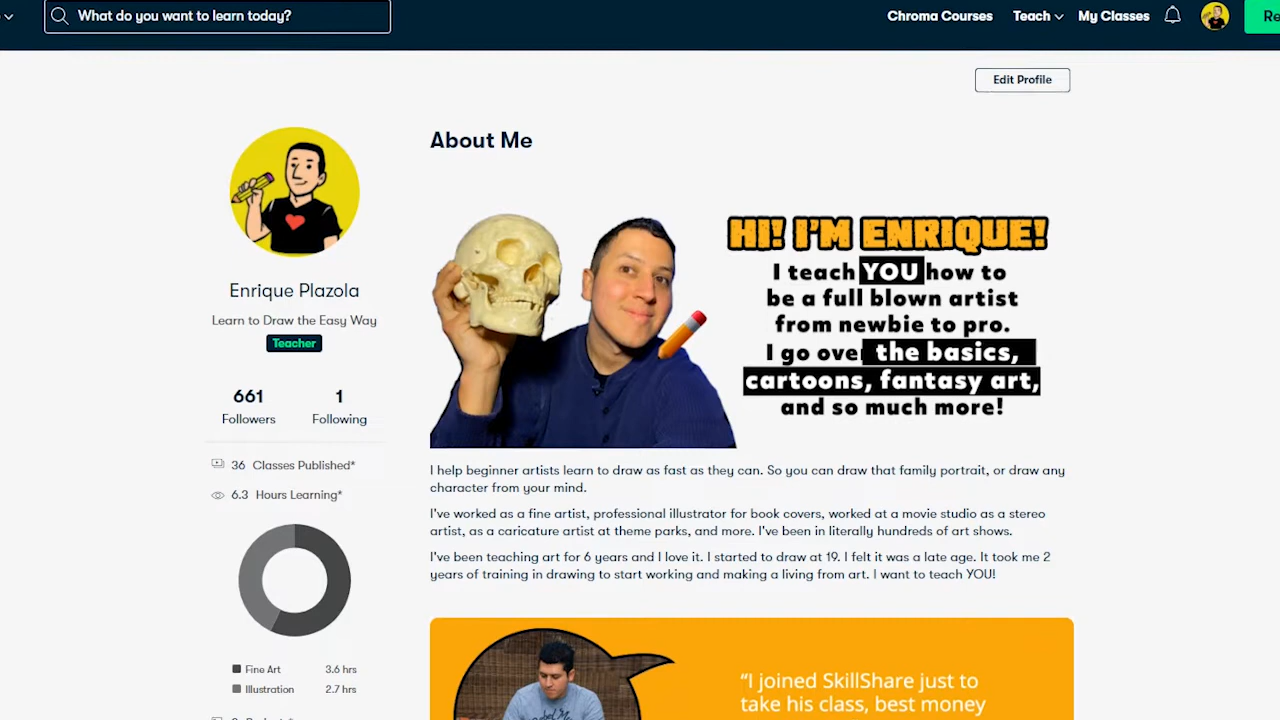 What do you want to learn today?
Chroma Courses
Teach
My Classes
Edit Profile
Enrique Plazola
Learn to Draw the Easy Way
Teacher
661
Followers
1
Following
36 Classes Published*
6.3 Hours Learning*
Fine Art 3.6 hrs
Illustration 2.7 hrs
About Me
HI! I'M ENRIQUE!
I teach YOU how to
be a full blown artist
from newbie to pro.
I go over the basics,
cartoons, fantasy art,
and so much more!
I help beginner artists learn to draw as fast as they can. So you can draw that family portrait, or draw any
character from your mind.
I've worked as a fine artist, professional illustrator for book covers, worked at a movie studio as a stereo
artist, as a caricature artist at theme parks, and more. I've been in literally hundreds of art shows.
I've been teaching art for 6 years and I love it. I started to draw at 19. I felt it was a late age. It took me 2
years of training in drawing to start working and making a living from art. I want to teach YOU!
“I joined SkillShare just to
take his class, best money